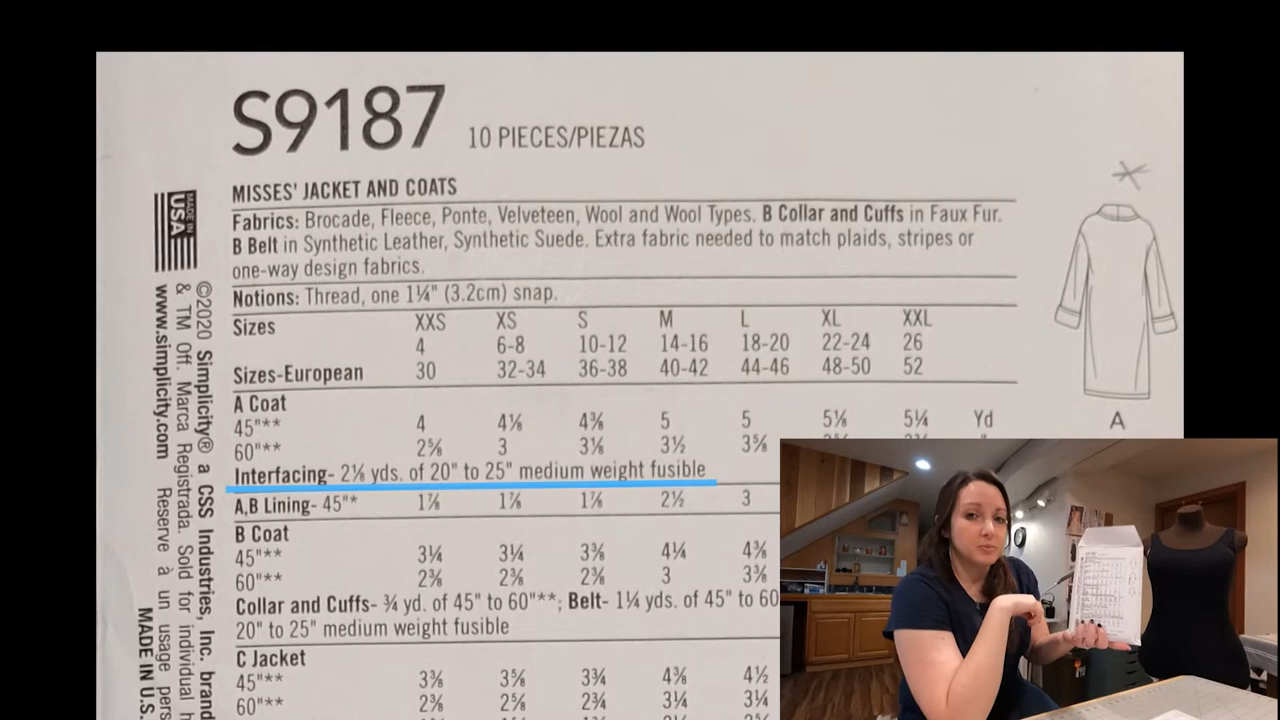 S9187 10 PIECES/PIEZAS
MISSES' JACKET AND COATS
Fabrics: Brocade, Fleece, Ponte, Velveteen, Wool and Wool Types. B Collar and Cuffs in Faux Fur.
B Belt in Synthetic Leather, Synthetic Suede. Extra fabric needed to match plaids, stripes or
one-way design fabrics.
Notions: Thread, one 1¼" (3.2cm) snap.
Sizes XXS XS S M L XL XXL
4 6-8 10-12 14-16 18-20 22-24 26
Sizes-European 30 32-34 36-38 40-42 44-46 48-50 52
A Coat
45"** 4 4⅛ 4⅜ 5 5 5⅛ 5¼ Yd
60"** 2⅝ 3 3⅛ 3½ 3⅝
Interfacing- 2⅛ yds. of 20" to 25" medium weight fusible
A,B Lining- 45"* 1⅞ 1⅞ 1⅞ 2½ 3
B Coat
45"** 3¼ 3¼ 3⅜ 4¼ 4⅜
60"** 2⅜ 2⅜ 2⅜ 3 3⅜
Collar and Cuffs- ¾ yd. of 45" to 60"**; Belt- 1¼ yds. of 45" to 60
20" to 25" medium weight fusible
C Jacket
45"** 3⅜ 3⅝ 3¾ 4⅜ 4½
60"** 2⅜ 2⅝ 2¾ 3¼ 3¼
A
MADE IN
USA
©2020 Simplicity® a CSS Industries, Inc. brand
& TM Off. Marca Registrada. Sold for individual h
www.simplicity.com Reserve à un usage pers
MADE IN U.S.